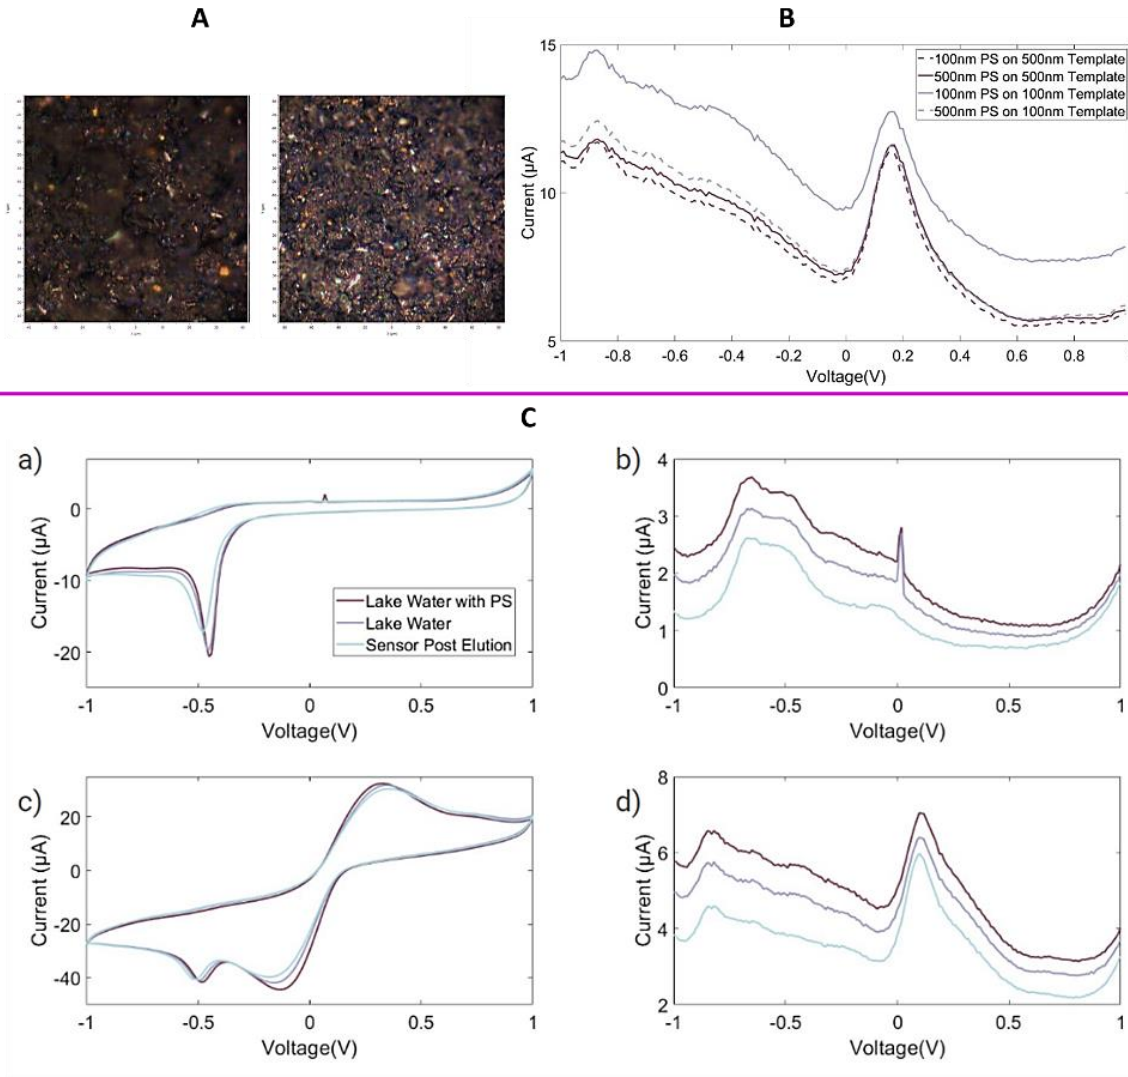 A
B
15
10
5
Current (µA)
-1 -0.8 -0.6 -0.4 -0.2 0 0.2 0.4 0.6 0.8
Voltage(V)
100nm PS on 500nm Template
500nm PS on 500nm Template
100nm PS on 100nm Template
500nm PS on 100nm Template
C
a)
0
-10
-20
Current (µA)
-1 -0.5 0 0.5 1
Voltage(V)
Lake Water with PS
Lake Water
Sensor Post Elution
b)
4
3
2
1
0
Current (µA)
-1 -0.5 0 0.5 1
Voltage(V)
c)
20
0
-20
-40
Current (µA)
-1 -0.5 0 0.5 1
Voltage(V)
d)
8
6
4
2
Current (µA)
-1 -0.5 0 0.5 1
Voltage(V)